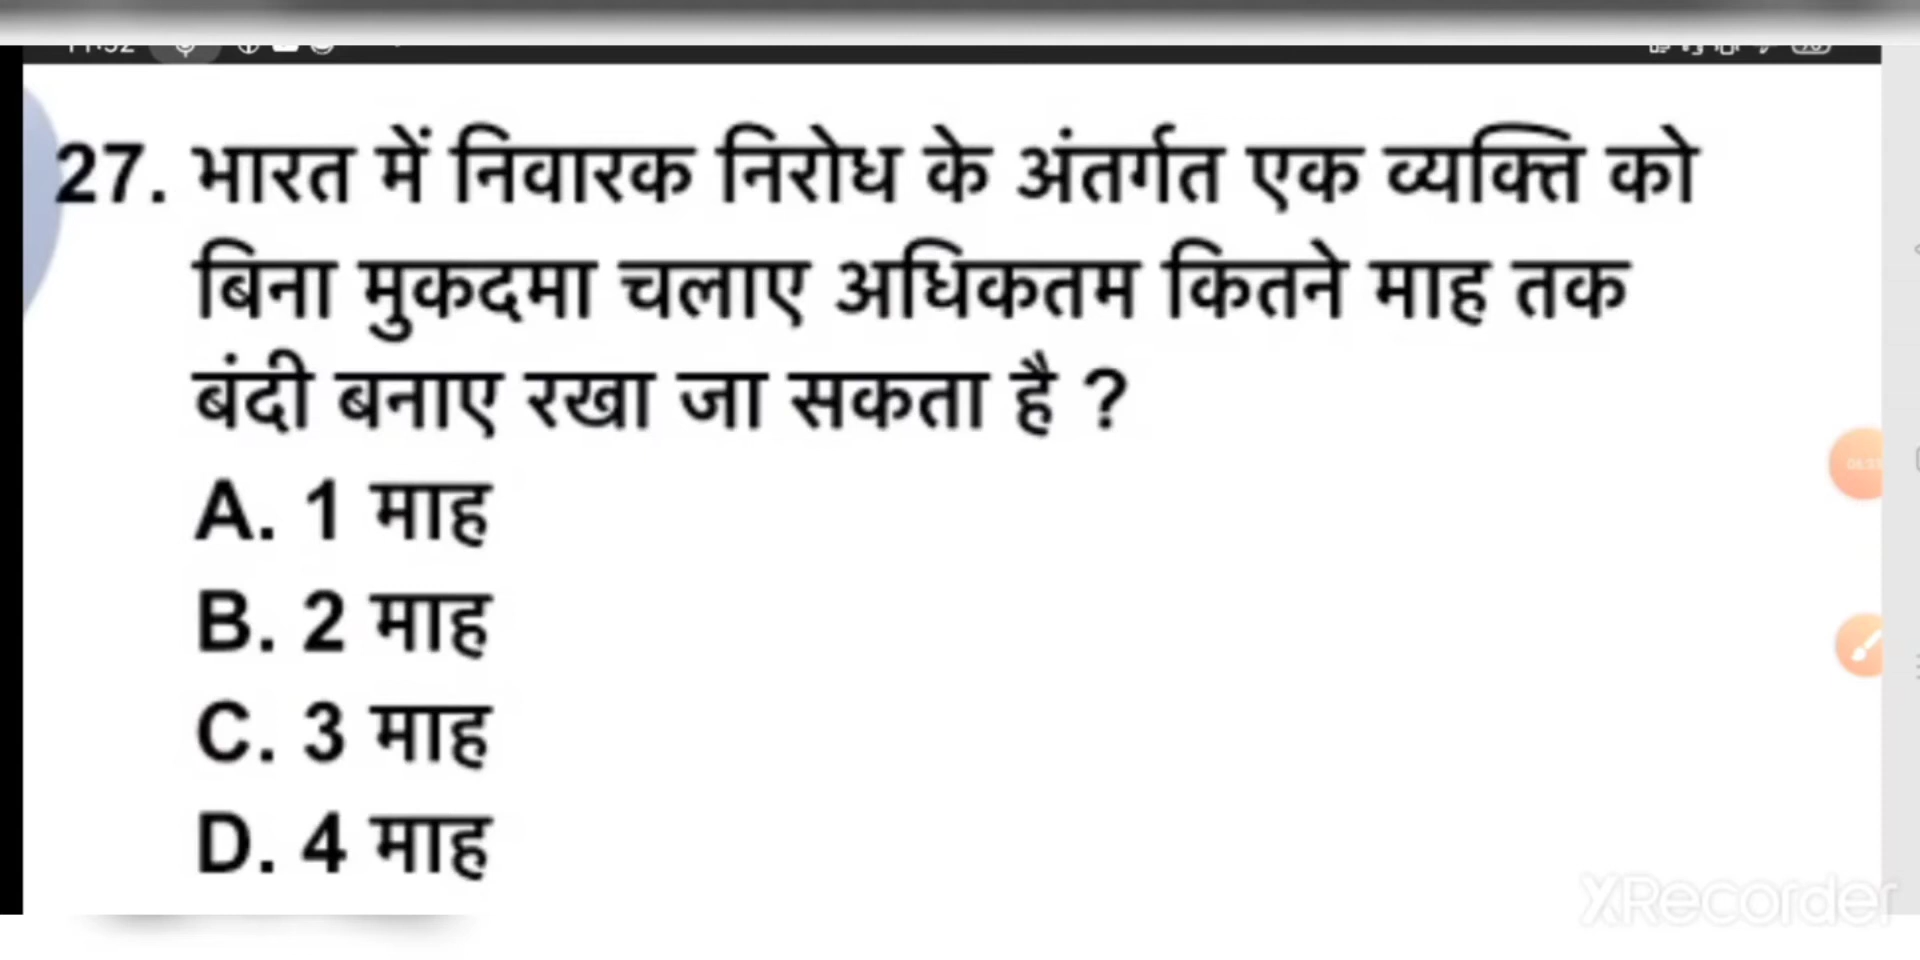 27. भारत में निवारक निरोध के अंतर्गत एक व्यक्ति को
बिना मुकदमा चलाए अधिकतम कितने माह तक
बंदी बनाए रखा जा सकता है ?
A. 1 माह
B. 2 माह
C. 3 माह
D. 4 माह
XRecorder